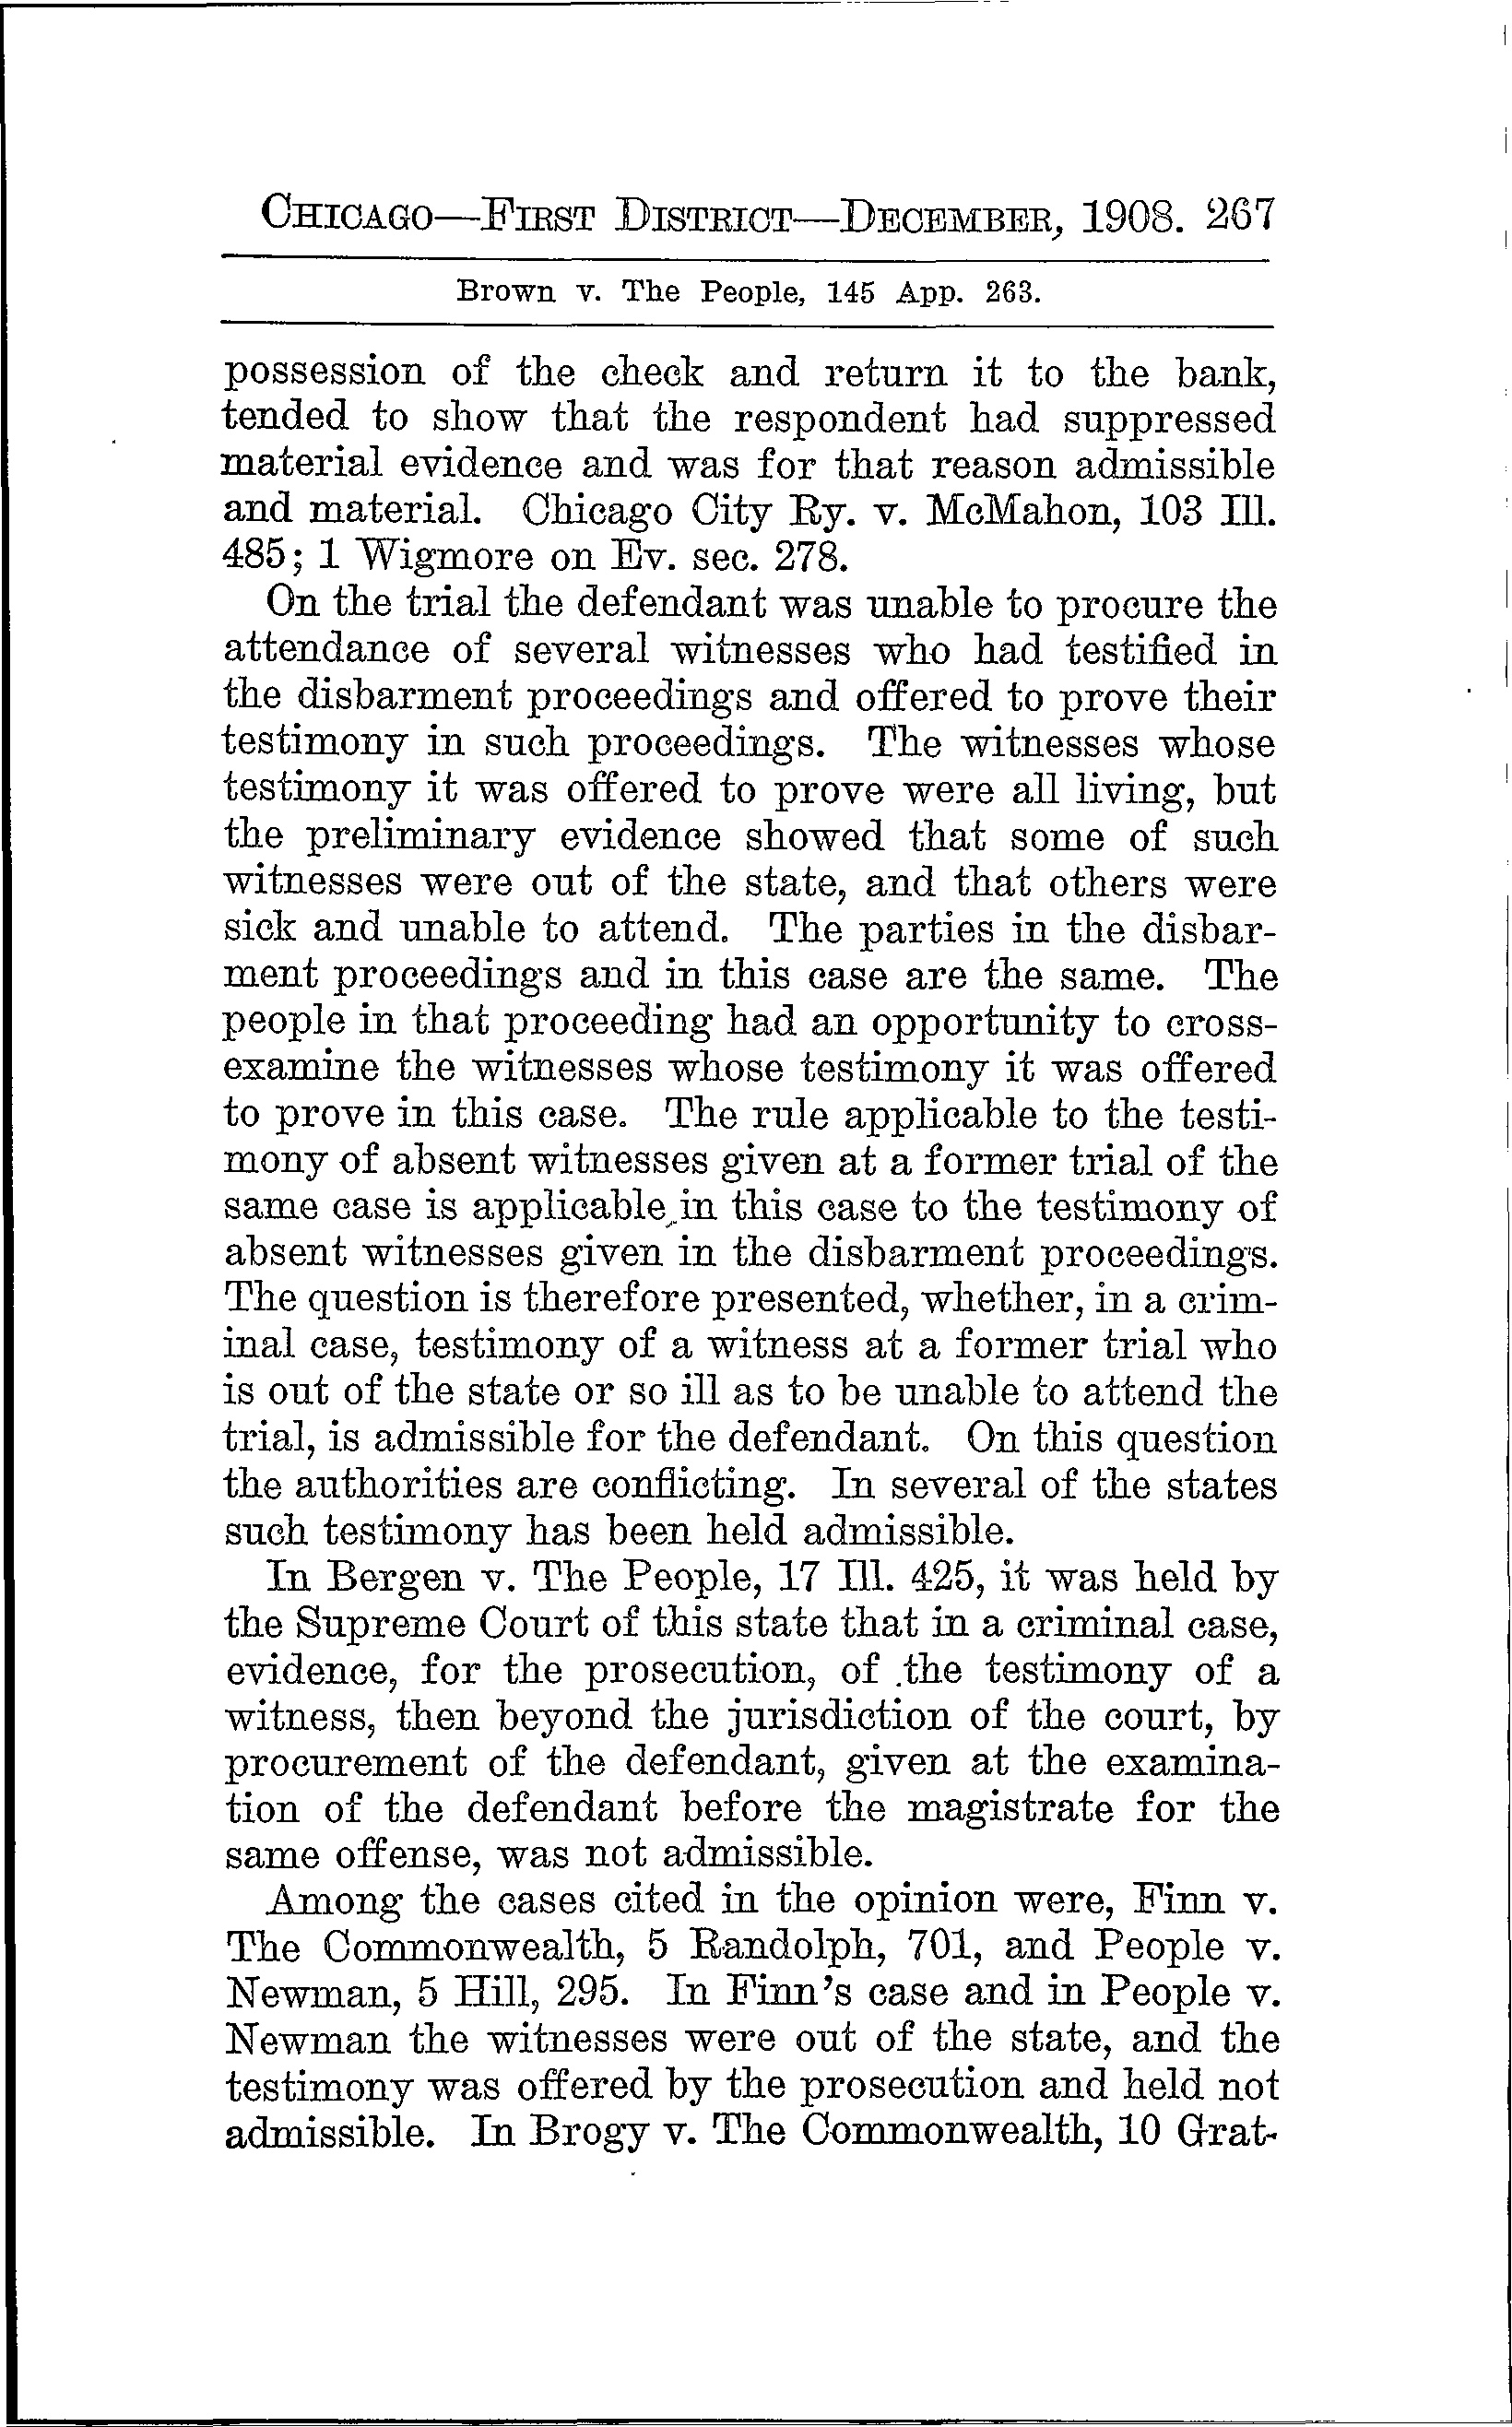 CHICAGO—FIRST DISTRICT—DECEMBER, 1908. 267
Brown v. The People, 145 App. 263.
possession of the check and return it to the bank,
tended to show that the respondent had suppressed
material evidence and was for that reason admissible
and material. Chicago City Ry. v. McMahon, 103 Ill.
485; 1 Wigmore on Ev. sec. 278.
On the trial the defendant was unable to procure the
attendance of several witnesses who had testified in
the disbarment proceedings and offered to prove their
testimony in such proceedings. The witnesses whose
testimony it was offered to prove were all living, but
the preliminary evidence showed that some of such
witnesses were out of the state, and that others were
sick and unable to attend. The parties in the disbar-
ment proceedings and in this case are the same. The
people in that proceeding had an opportunity to cross-
examine the witnesses whose testimony it was offered
to prove in this case. The rule applicable to the testi-
mony of absent witnesses given at a former trial of the
same case is applicable in this case to the testimony of
absent witnesses given in the disbarment proceedings.
The question is therefore presented, whether, in a crim-
inal case, testimony of a witness at a former trial who
is out of the state or so ill as to be unable to attend the
trial, is admissible for the defendant. On this question
the authorities are conflicting. In several of the states
such testimony has been held admissible.
In Bergen v. The People, 17 Ill. 425, it was held by
the Supreme Court of this state that in a criminal case,
evidence, for the prosecution, of the testimony of a
witness, then beyond the jurisdiction of the court, by
procurement of the defendant, given at the examina-
tion of the defendant before the magistrate for the
same offense, was not admissible.
Among the cases cited in the opinion were, Finn v.
The Commonwealth, 5 Randolph, 701, and People v.
Newman, 5 Hill, 295. In Finn's case and in People v.
Newman the witnesses were out of the state, and the
testimony was offered by the prosecution and held not
admissible. In Brogy v. The Commonwealth, 10 Grat-